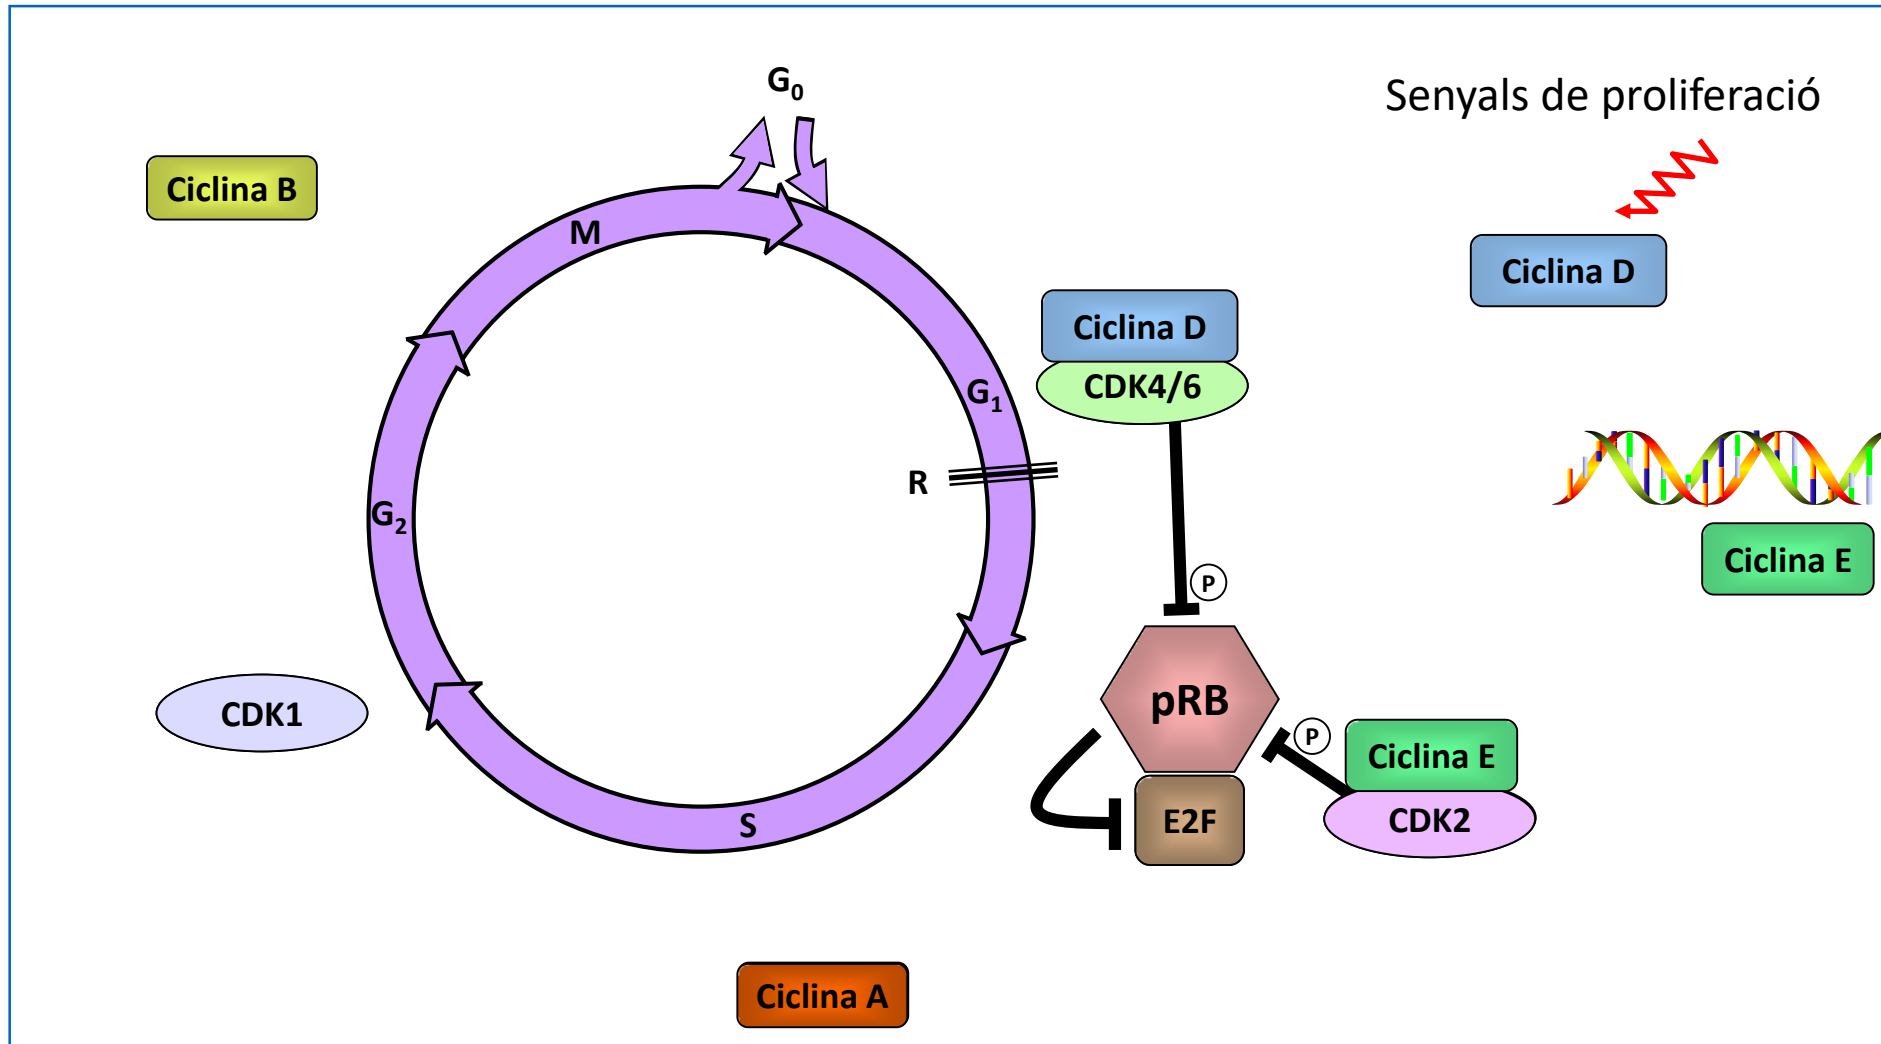 G₀
Senyals de proliferació
Ciclina B
M
Ciclina D
Ciclina D
CDK4/6
G₁
R
G₂
Ciclina E
P
pRB
CDK1
P
Ciclina E
E2F
CDK2
S
Ciclina A